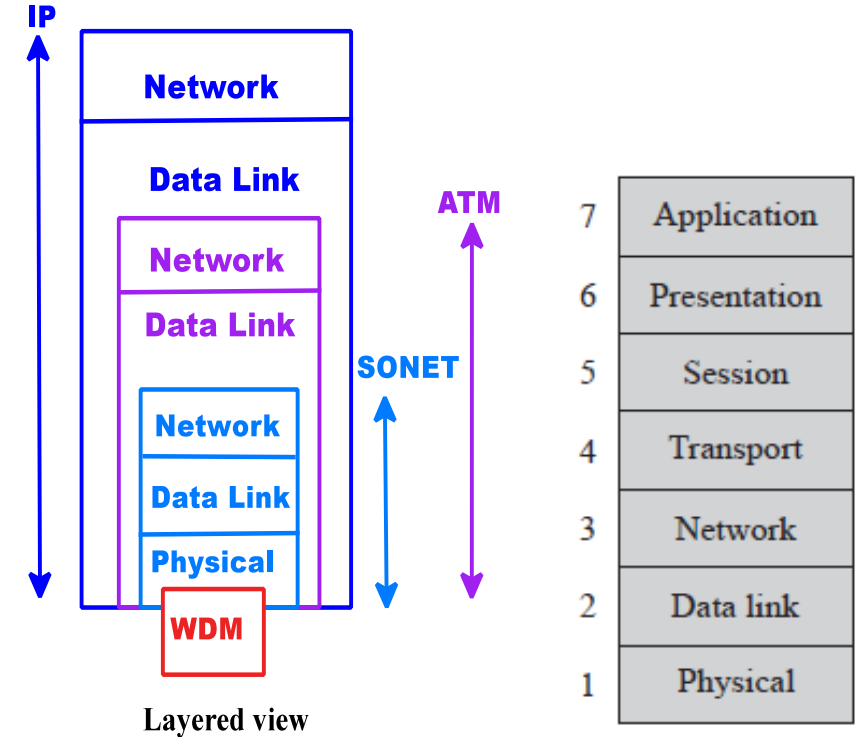 IP
Network
Data Link
ATM
Network
Data Link
SONET
Network
Data Link
Physical
WDM
Layered view
7 Application
6 Presentation
5 Session
4 Transport
3 Network
2 Data link
1 Physical